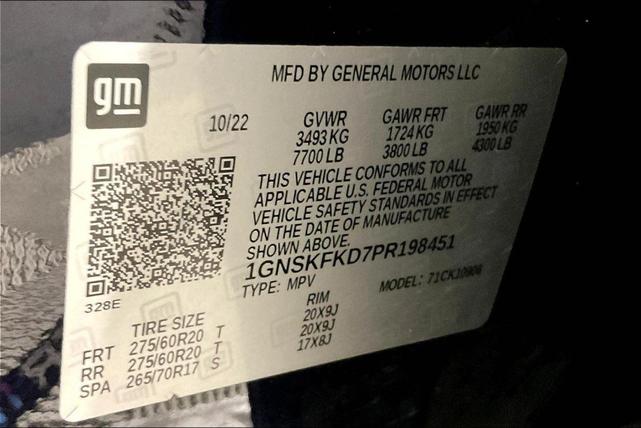 gm
MFD BY GENERAL MOTORS LLC
10/22 GVWR GAWR FRT GAWR RR
3493 KG 1724 KG 1950 KG
7700 LB 3800 LB 4300 LB
THIS VEHICLE CONFORMS TO ALL
APPLICABLE U.S. FEDERAL MOTOR
VEHICLE SAFETY STANDARDS IN EFFECT
ON THE DATE OF MANUFACTURE
SHOWN ABOVE.
1GNSKFKD7PR198451
TYPE: MPV MODEL: 71CK10906
328E
TIRE SIZE RIM
FRT 275/60R20 T 20X9J
RR 275/60R20 T 20X9J
SPA 265/70R17 S 17X8J